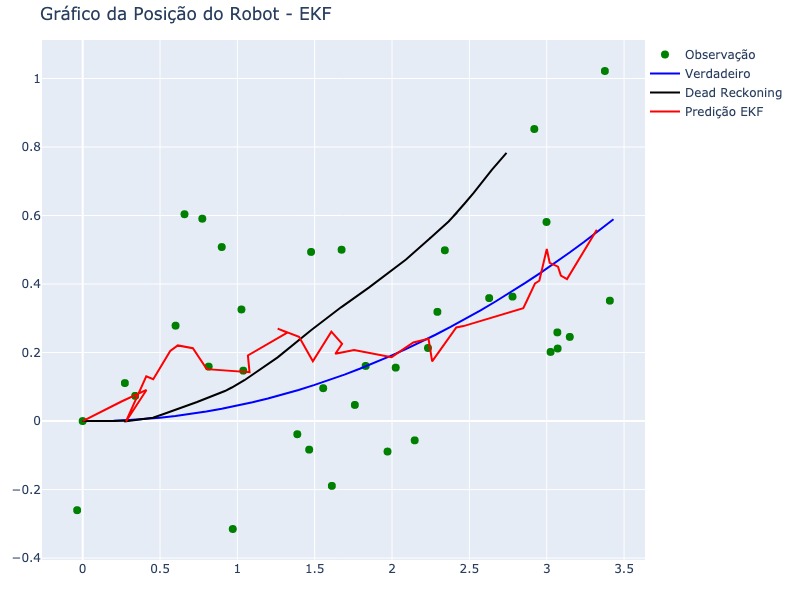 Gráfico da Posição do Robot - EKF
Observação
Verdadeiro
Dead Reckoning
Predição EKF
1
0.8
0.6
0.4
0.2
0
−0.2
−0.4
0 0.5 1 1.5 2 2.5 3 3.5